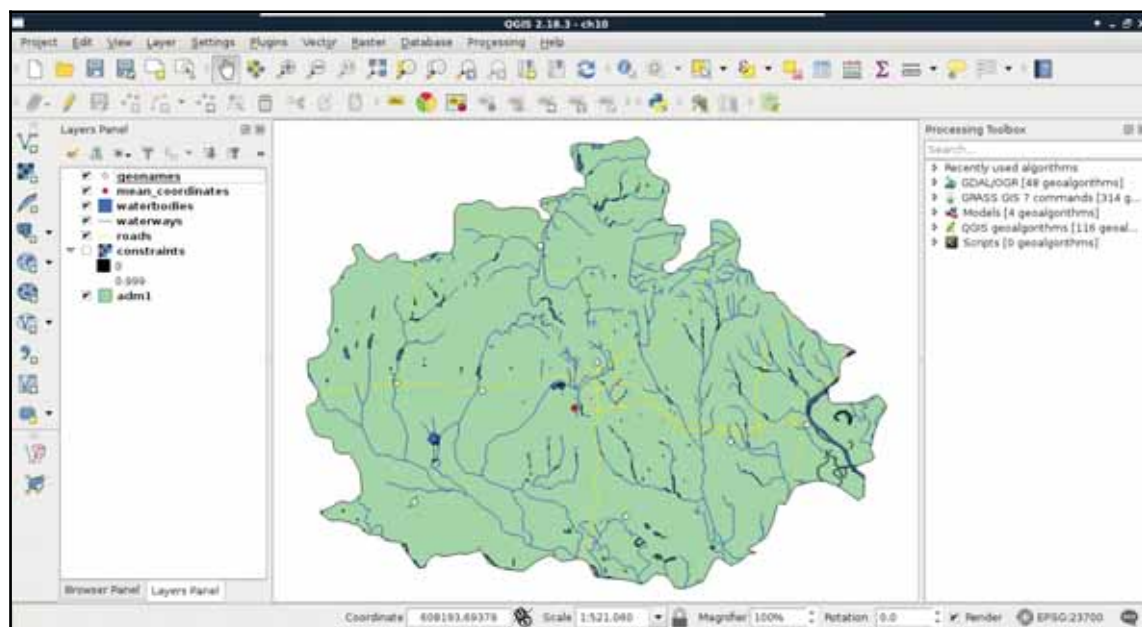 QGIS 2.18.3 - ch10
Project Edit View Layer Settings Plugins Vector Raster Database Processing Help
Layers Panel
geonames
mean_coordinates
waterbodies
waterways
roads
constraints
0
0.999
adm1
Browser Panel Layers Panel
Processing Toolbox
Search...
Recently used algorithms
GDAL/OGR [48 geoalgorithms]
GRASS GIS 7 commands [314 g...
Models [4 geoalgorithms]
QGIS geoalgorithms [116 geoal...
Scripts [0 geoalgorithms]
Coordinate 608193,69378 Scale 1:521,060 Magnifier 100% Rotation 0.0 Render EPSG:23700